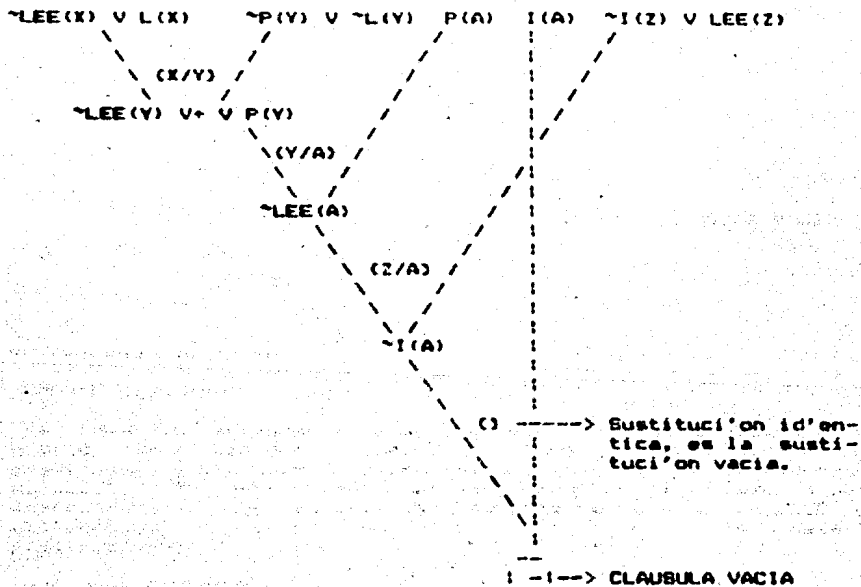 ~LEE(X) V L(X) ~P(Y) V ~L(Y) P(A) I(A) ~I(Z) V LEE(Z)
(X/Y)
~LEE(Y) V+ V P(Y)
(Y/A)
~LEE(A)
(Z/A)
~I(A)
() -----> Sustituci'on id'en-
tica, es la susti-
tuci'on vacia.
--> CLAUSULA VACIA